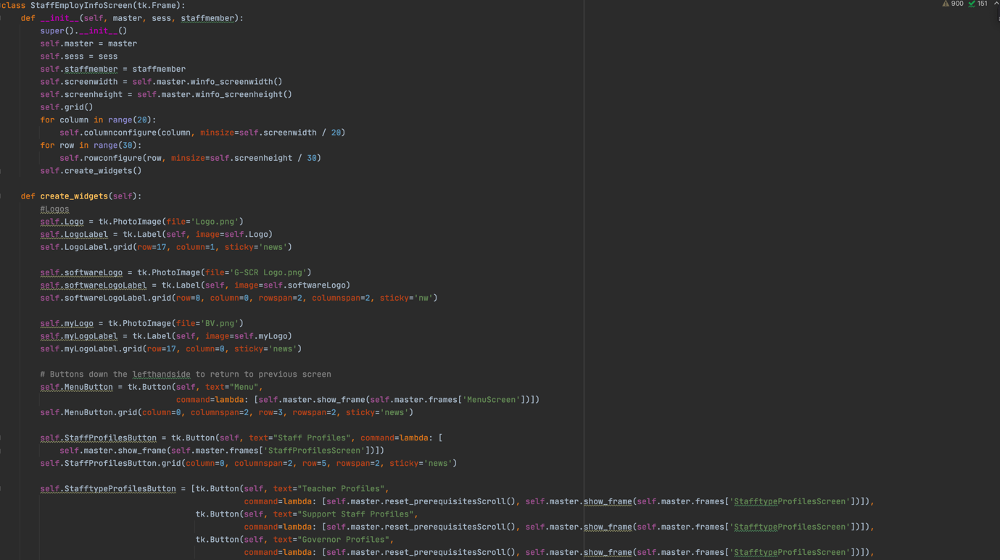 class StaffEmployInfoScreen(tk.Frame):
900 151
    def __init__(self, master, sess, staffmember):
        super().__init__()
        self.master = master
        self.sess = sess
        self.staffmember = staffmember
        self.screenwidth = self.master.winfo_screenwidth()
        self.screenheight = self.master.winfo_screenheight()
        self.grid()
        for column in range(20):
            self.columnconfigure(column, minsize=self.screenwidth / 20)
        for row in range(30):
            self.rowconfigure(row, minsize=self.screenheight / 30)
        self.create_widgets()
    def create_widgets(self):
        #Logos
        self.Logo = tk.PhotoImage(file='Logo.png')
        self.LogoLabel = tk.Label(self, image=self.Logo)
        self.LogoLabel.grid(row=17, column=1, sticky='news')
        self.softwareLogo = tk.PhotoImage(file='G-SCR Logo.png')
        self.softwareLogoLabel = tk.Label(self, image=self.softwareLogo)
        self.softwareLogoLabel.grid(row=0, column=0, rowspan=2, columnspan=2, sticky='nw')
        self.myLogo = tk.PhotoImage(file='BV.png')
        self.myLogoLabel = tk.Label(self, image=self.myLogo)
        self.myLogoLabel.grid(row=17, column=0, sticky='news')
        # Buttons down the lefthandside to return to previous screen
        self.MenuButton = tk.Button(self, text="Menu",
                                    command=lambda: [self.master.show_frame(self.master.frames['MenuScreen'])])
        self.MenuButton.grid(column=0, columnspan=2, row=3, rowspan=2, sticky='news')
        self.StaffProfilesButton = tk.Button(self, text="Staff Profiles", command=lambda: [
            self.master.show_frame(self.master.frames['StaffProfilesScreen'])])
        self.StaffProfilesButton.grid(column=0, columnspan=2, row=5, rowspan=2, sticky='news')
        self.StafftypeProfilesButton = [tk.Button(self, text="Teacher Profiles",
                                                  command=lambda: [self.master.reset_prerequisitesScroll(), self.master.show_frame(self.master.frames['StafftypeProfilesScreen'])]),
                                        tk.Button(self, text="Support Staff Profiles",
                                                  command=lambda: [self.master.reset_prerequisitesScroll(), self.master.show_frame(self.master.frames['StafftypeProfilesScreen'])]),
                                        tk.Button(self, text="Governor Profiles",
                                                  command=lambda: [self.master.reset_prerequisitesScroll(), self.master.show_frame(self.master.frames['StafftypeProfilesScreen'])]),